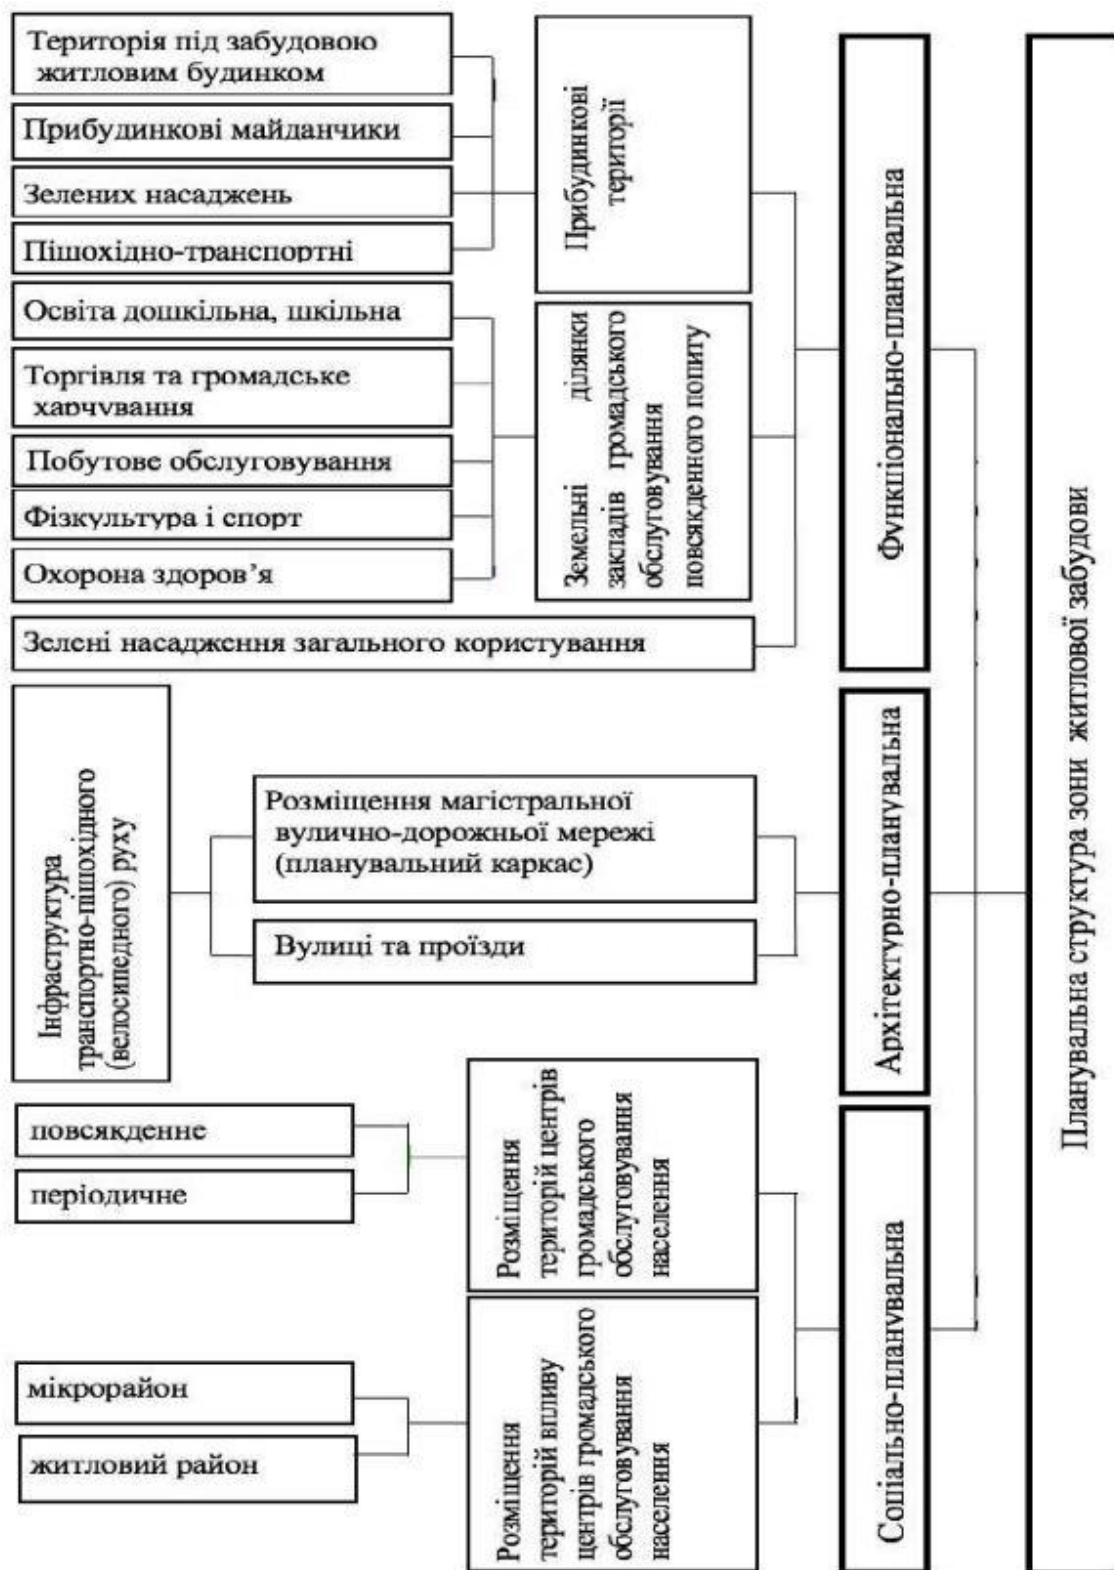 Територія під забудовою
житловим будинком
Прибудинкові майданчики
Зелених насаджень
Пішохідно-транспортні
Освіта дошкільна, шкільна
Торгівля та громадське
харчування
Побутове обслуговування
Фізкультура і спорт
Охорона здоров’я
Зелені насадження загального користування
Прибудинкові
території
Земельні ділянки
закладів громадського
обслуговування
повсякденного попиту
Функціонально-планувальна
Інфраструктура
транспортно-пішохідного
(велосипедного) руху
Розміщення магістральної
вулично-дорожньої мережі
(планувальний каркас)
Вулиці та проїзди
Архітектурно-планувальна
повсякденне
періодичне
Розміщення
територій центрів
громадського
обслуговування
населення
мікрорайон
житловий район
Розміщення
територій впливу
центрів громадського
обслуговування
населення
Соціально-планувальна
Планувальна структура зони житлової забудови